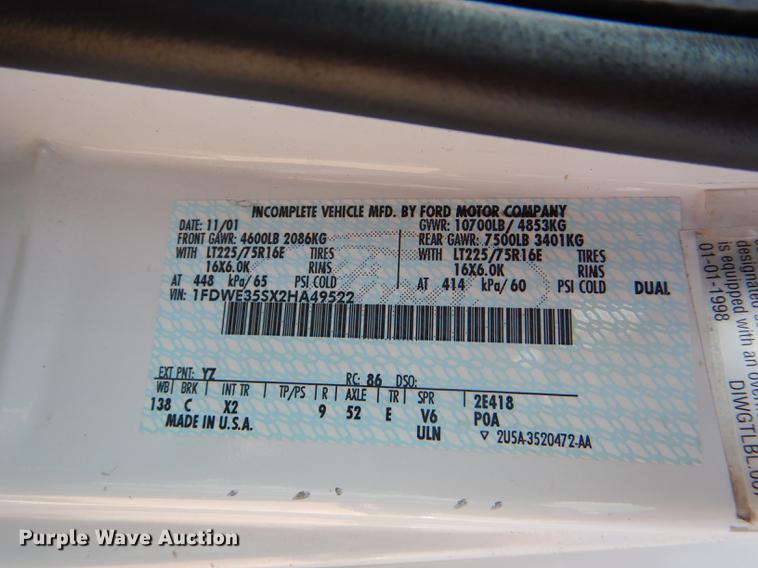 INCOMPLETE VEHICLE MFD. BY FORD MOTOR COMPANY
DATE: 11/01 GVWR: 10700LB/ 4853KG
FRONT GAWR: 4600LB 2086KG REAR GAWR: 7500LB 3401KG
WITH LT225/75R16E TIRES WITH LT225/75R16E TIRES
16X6.0K RINS 16X6.0K RINS
AT 448 kPa/ 65 PSI COLD AT 414 kPa/ 60 PSI COLD DUAL
VIN: 1FDWE35SX2HA49522
EXT PNT: YZ RC: 86 DSO:
WB BRK INT TR TP/PS R AXLE TR SPR 2E418
138 C X2 9 52 E V6 POA
MADE IN U.S.A. ULN ▽ 2U5A-3520472-AA
designated
is equipped with an
01-01-1998
DIWGTLBL.
Purple Wave Auction